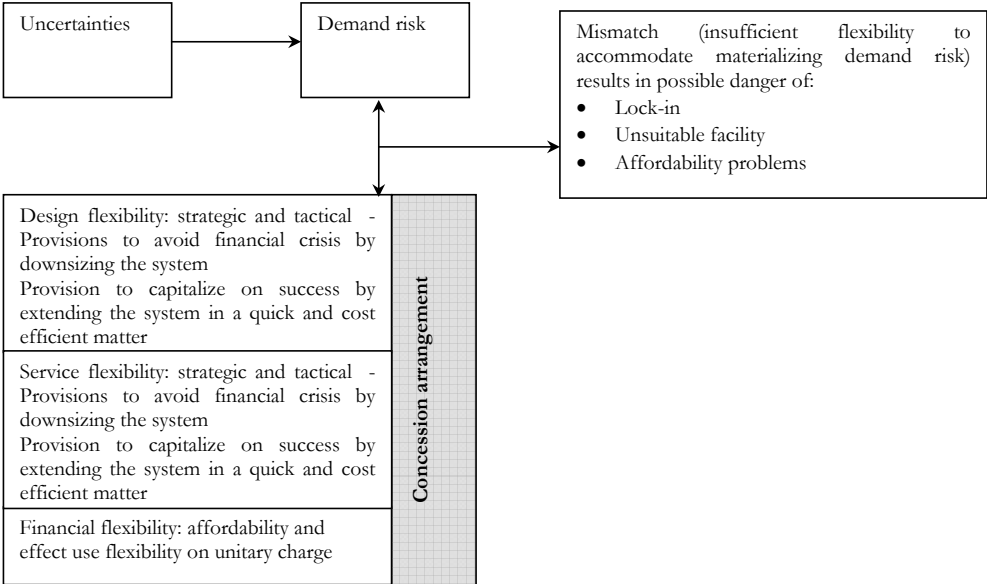 Uncertainties
Demand risk
Mismatch (insufficient flexibility to
accommodate materializing demand risk)
results in possible danger of:
• Lock-in
• Unsuitable facility
• Affordability problems
Design flexibility: strategic and tactical -
Provisions to avoid financial crisis by
downsizing the system
Provision to capitalize on success by
extending the system in a quick and cost
efficient matter
Service flexibility: strategic and tactical -
Provisions to avoid financial crisis by
downsizing the system
Provision to capitalize on success by
extending the system in a quick and cost
efficient matter
Financial flexibility: affordability and
effect use flexibility on unitary charge
Concession arrangement